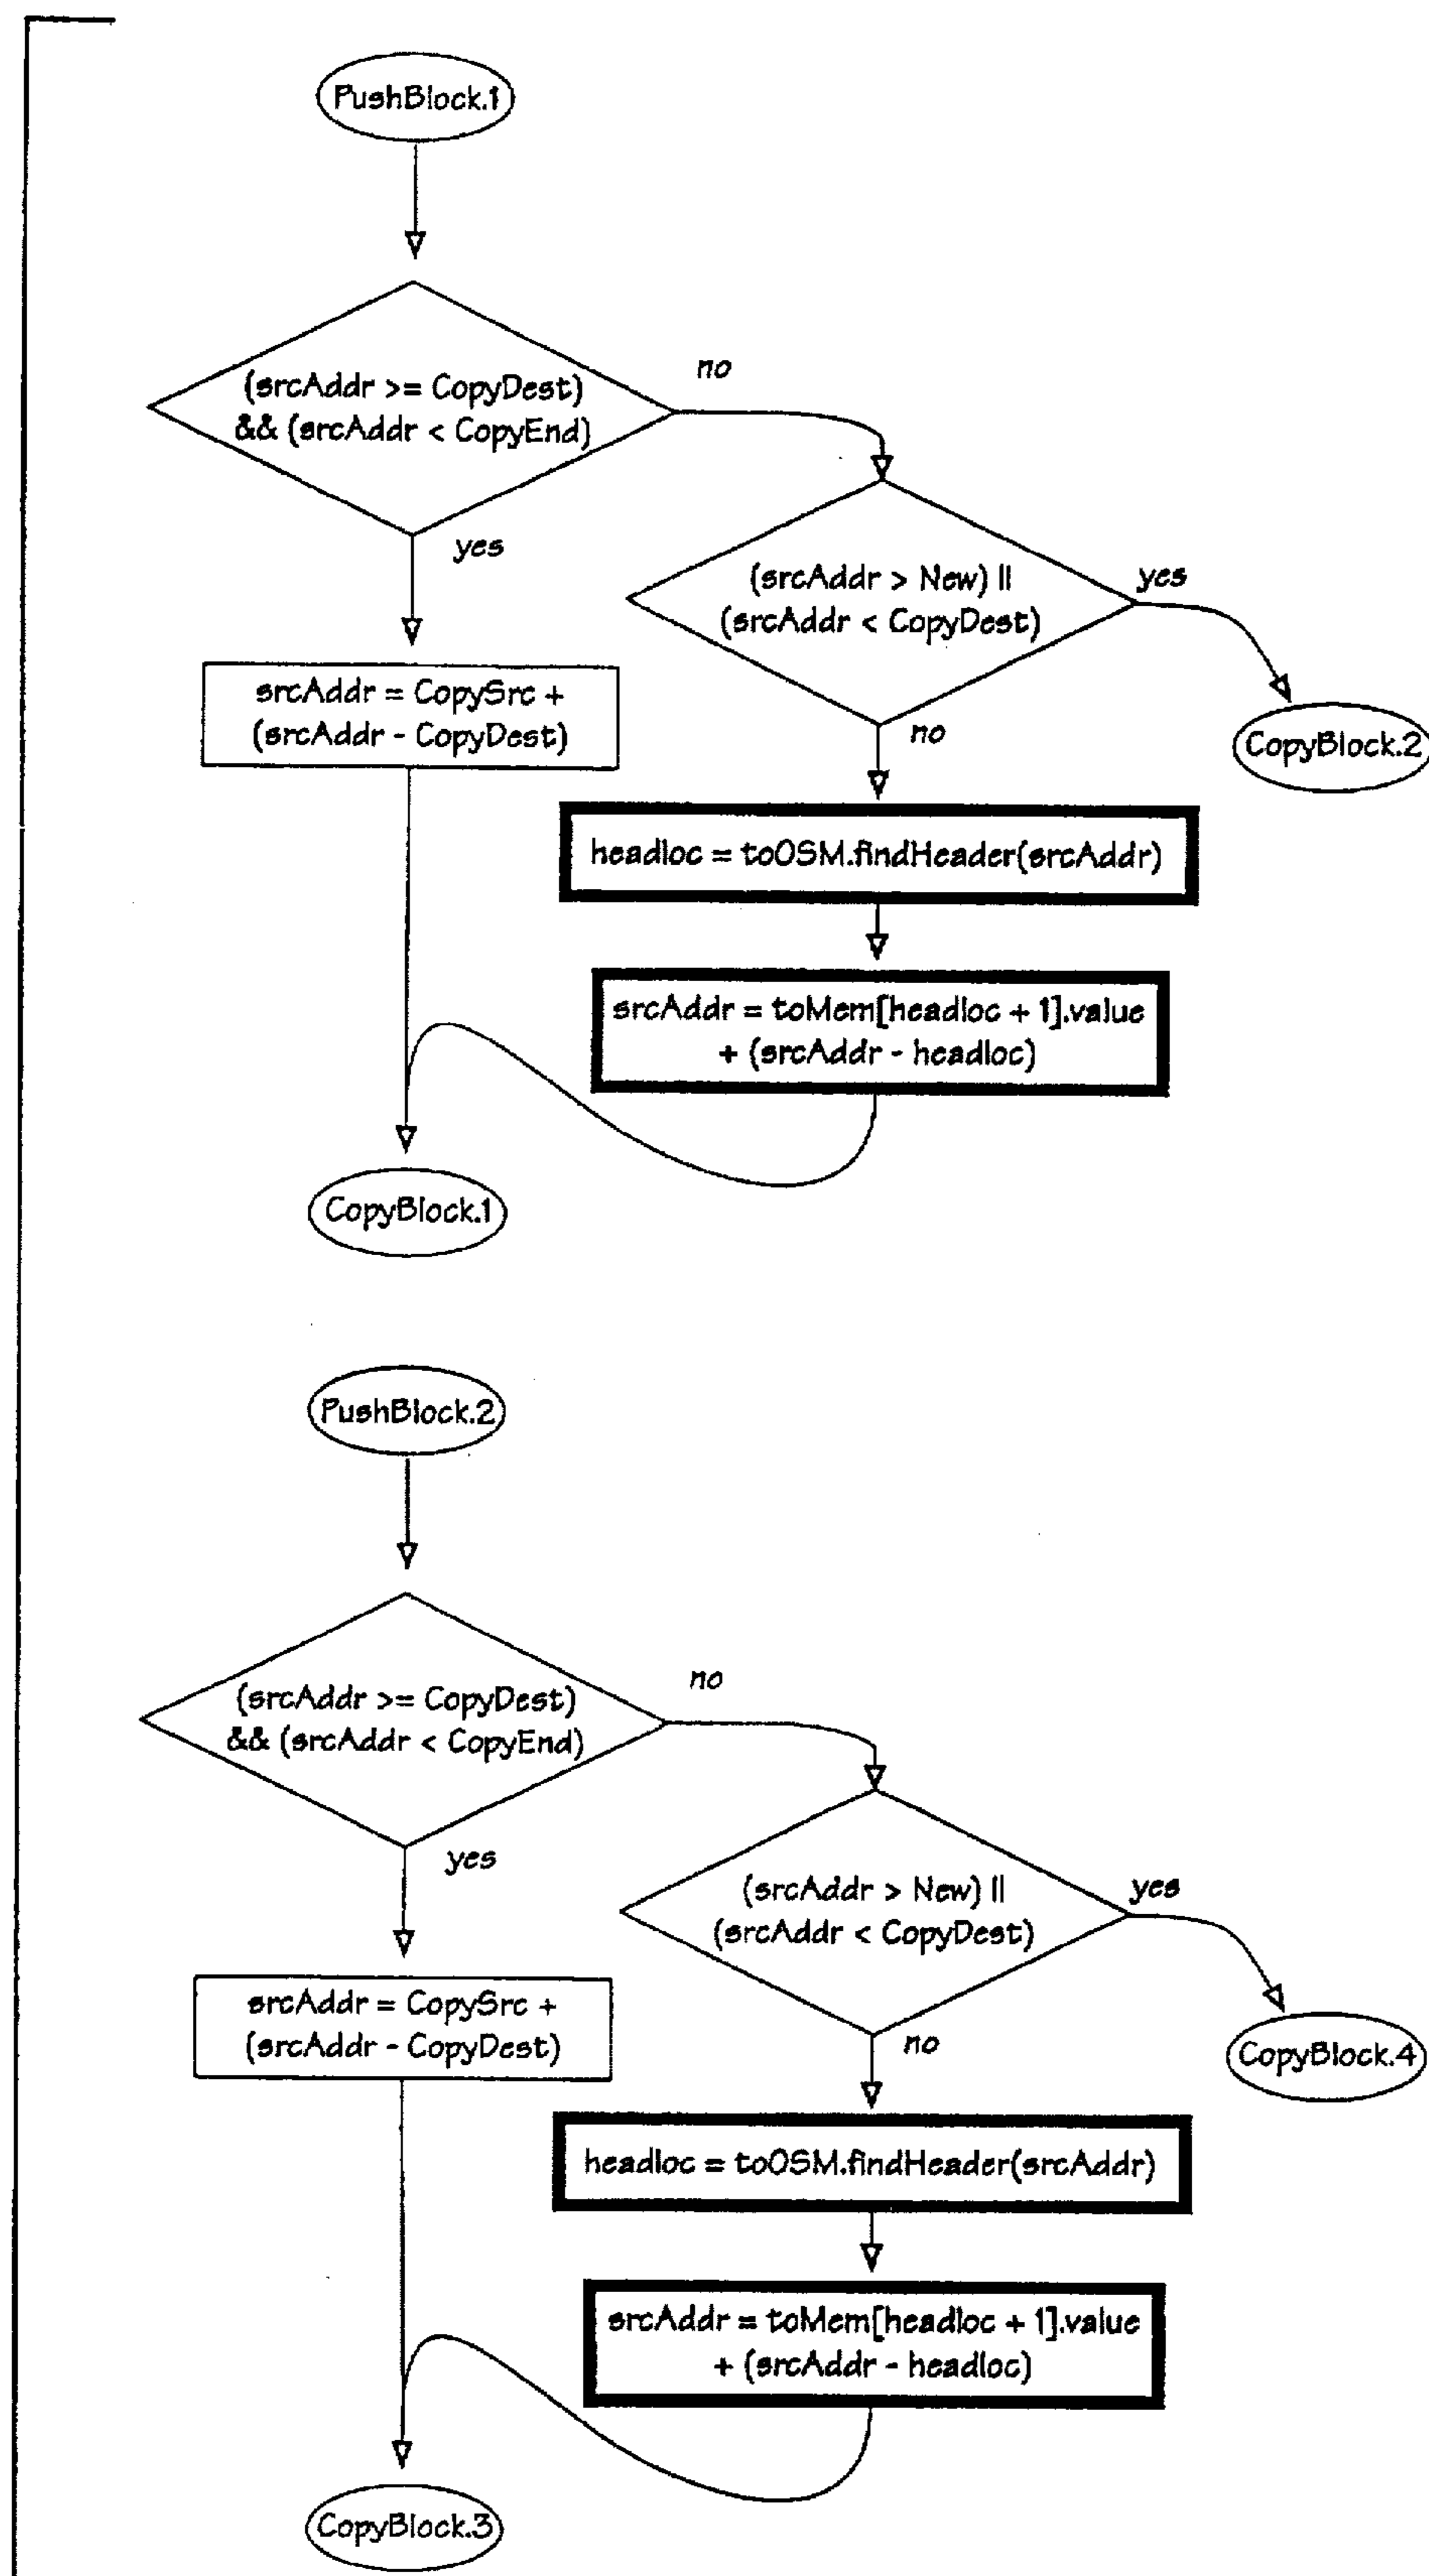 PushBlock.1
(srcAddr >= CopyDest)
&& (srcAddr < CopyEnd)
no
yes
(srcAddr > New) ||
(srcAddr < CopyDest)
yes
no
srcAddr = CopySrc +
(srcAddr - CopyDest)
CopyBlock.2
headloc = toOSM.findHeader(srcAddr)
srcAddr = toMem[headloc + 1].value
+ (srcAddr - headloc)
CopyBlock.1
PushBlock.2
(srcAddr >= CopyDest)
&& (srcAddr < CopyEnd)
no
yes
(srcAddr > New) ||
(srcAddr < CopyDest)
yes
no
srcAddr = CopySrc +
(srcAddr - CopyDest)
CopyBlock.4
headloc = toOSM.findHeader(srcAddr)
srcAddr = toMem[headloc + 1].value
+ (srcAddr - headloc)
CopyBlock.3